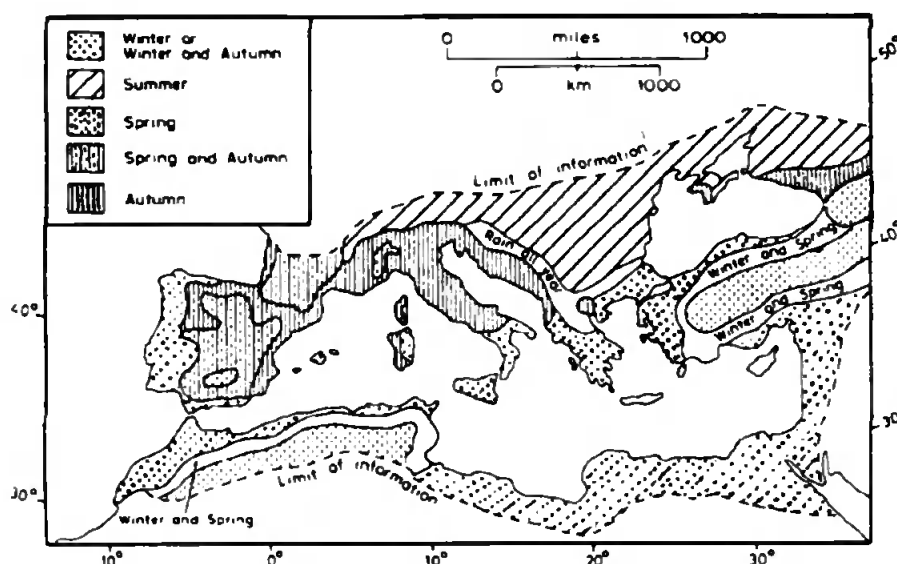 Winter or
Winter and Autumn
Summer
Spring
Spring and Autumn
Autumn
0 miles 1000
0 km 1000
50°
Limit of information
Rain
40°
Winter and Spring
40°
Winter and Spring
30°
Limit of information
30°
Winter and Spring
10° 0° 10° 20° 30°